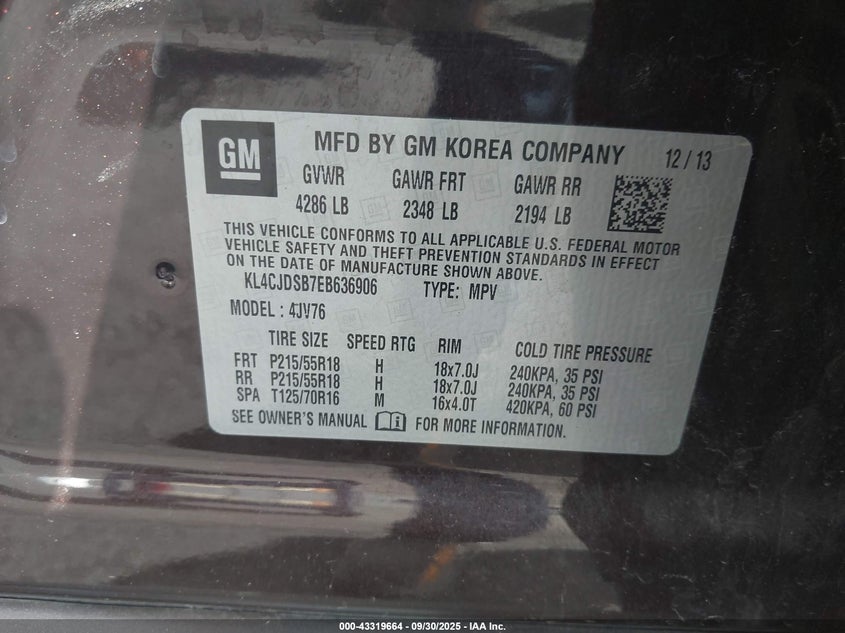 GM
MFD BY GM KOREA COMPANY 12 / 13
GVWR GAWR FRT GAWR RR
4286 LB 2348 LB 2194 LB
THIS VEHICLE CONFORMS TO ALL APPLICABLE U.S. FEDERAL MOTOR
VEHICLE SAFETY AND THEFT PREVENTION STANDARDS IN EFFECT
ON THE DATE OF MANUFACTURE SHOWN ABOVE.
KL4CJDSB7EB636906 TYPE: MPV
MODEL : 4JV76
TIRE SIZE SPEED RTG RIM COLD TIRE PRESSURE
FRT P215/55R18 H 18x7.0J 240KPA, 35 PSI
RR P215/55R18 H 18x7.0J 240KPA, 35 PSI
SPA T125/70R16 M 16x4.0T 420KPA, 60 PSI
SEE OWNER'S MANUAL FOR MORE INFORMATION.
000-43319664 - 09/30/2025 - IAA Inc.